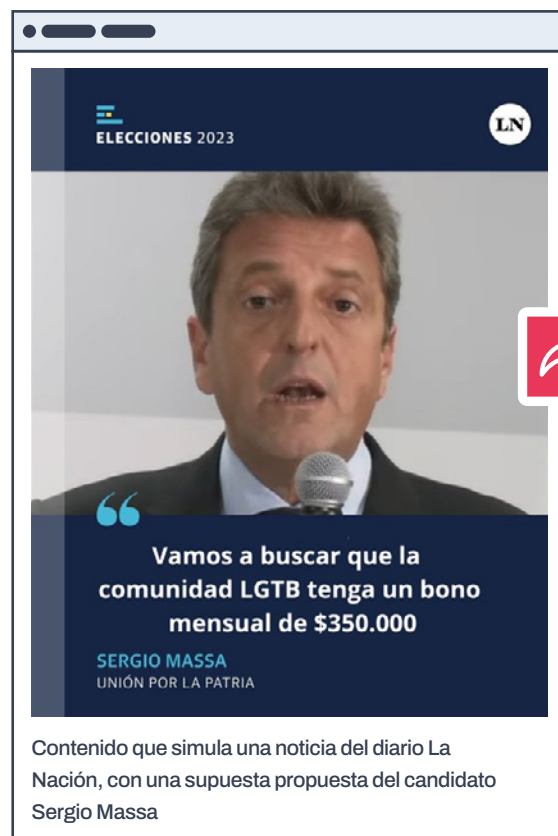 ELECCIONES 2023
LN
Vamos a buscar que la
comunidad LGTB tenga un bono
mensual de $350.000
SERGIO MASSA
UNIÓN POR LA PATRIA
Contenido que simula una noticia del diario La
Nación, con una supuesta propuesta del candidato
Sergio Massa